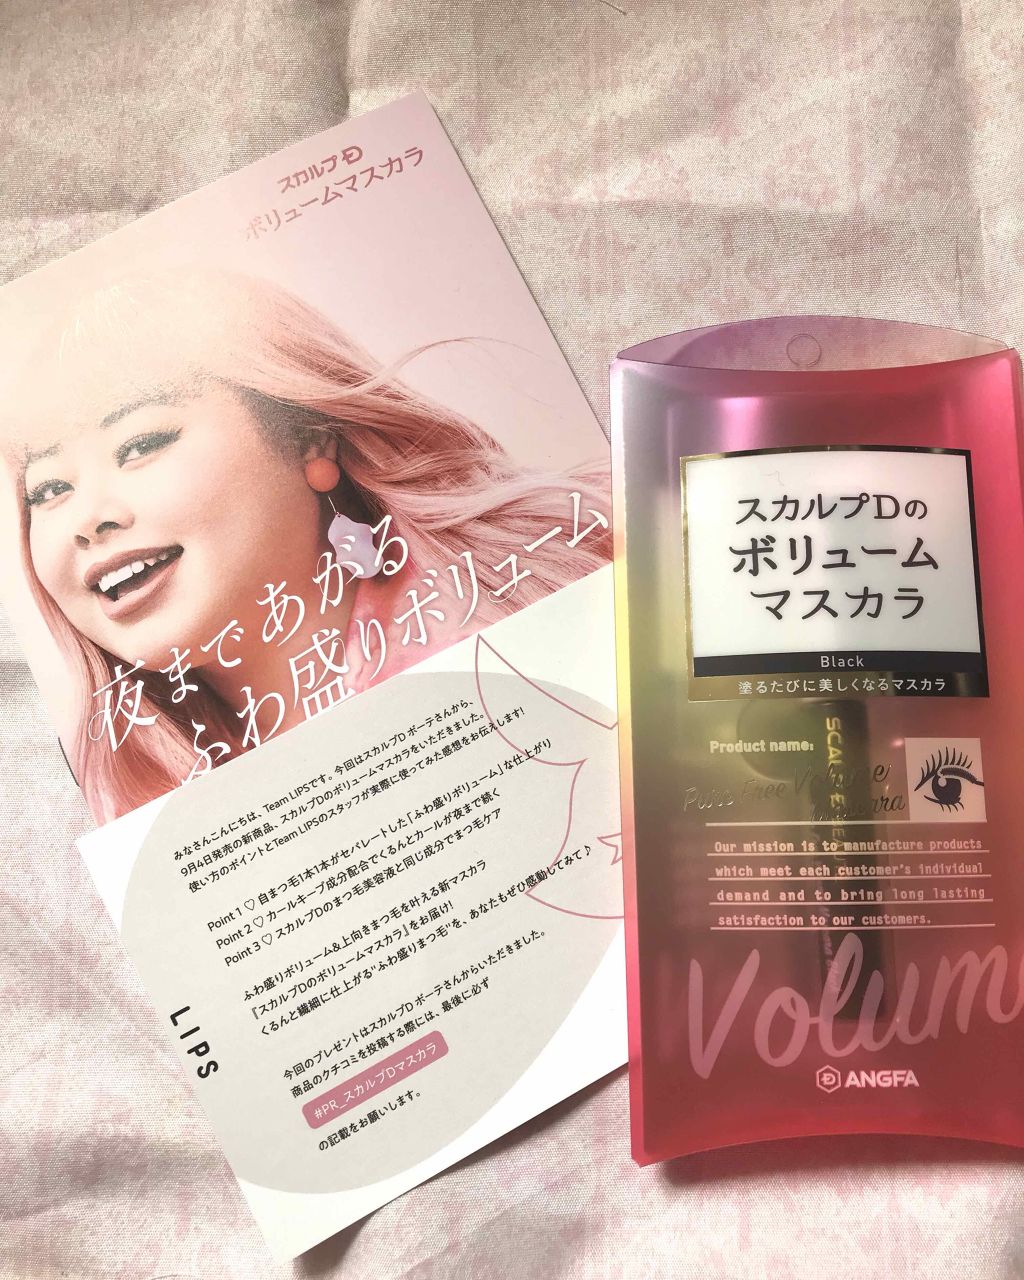 スカルプD
ボリュームマスカラ
夜まであがる
ふわ盛りボリューム
みなさんこんにちは、Team LIPSです。今回はスカルプD ボーテさんから、
9月4日発売の新商品、スカルプDのボリュームマスカラをいただきました。
使い方のポイントとTeam LIPSのスタッフが実際に使ってみた感想をお伝えします!
Point 1 ♡ 自まつ毛1本1本がセパレートした「ふわ盛りボリューム」な仕上がり
Point 2 ♡ カールキープ成分配合でくるんとカールが夜まで続く
Point 3 ♡ スカルプDのまつ毛美容液と同じ成分でまつ毛ケア
ふわ盛りボリューム&上向きまつ毛を叶える新マスカラ
『スカルプDのボリュームマスカラ』をお届け!
くるんと繊細に仕上がる"ふわ盛りまつ毛"を、あなたもぜひ感動してみて♪
今回のプレゼントはスカルプD ボーテさんからいただきました。
商品のクチコミを投稿する際には、最後に必ず
#PR_スカルプDマスカラ
の記載をお願いします。
LIPS
スカルプDの
ボリューム
マスカラ
Black
塗るたびに美しくなるマスカラ
Product name:
Pure Free Volume
Mascara
Our mission is to manufacture products
which meet each customer's individual
demand and to bring long lasting
satisfaction to our customers.
Volum
ANGFA